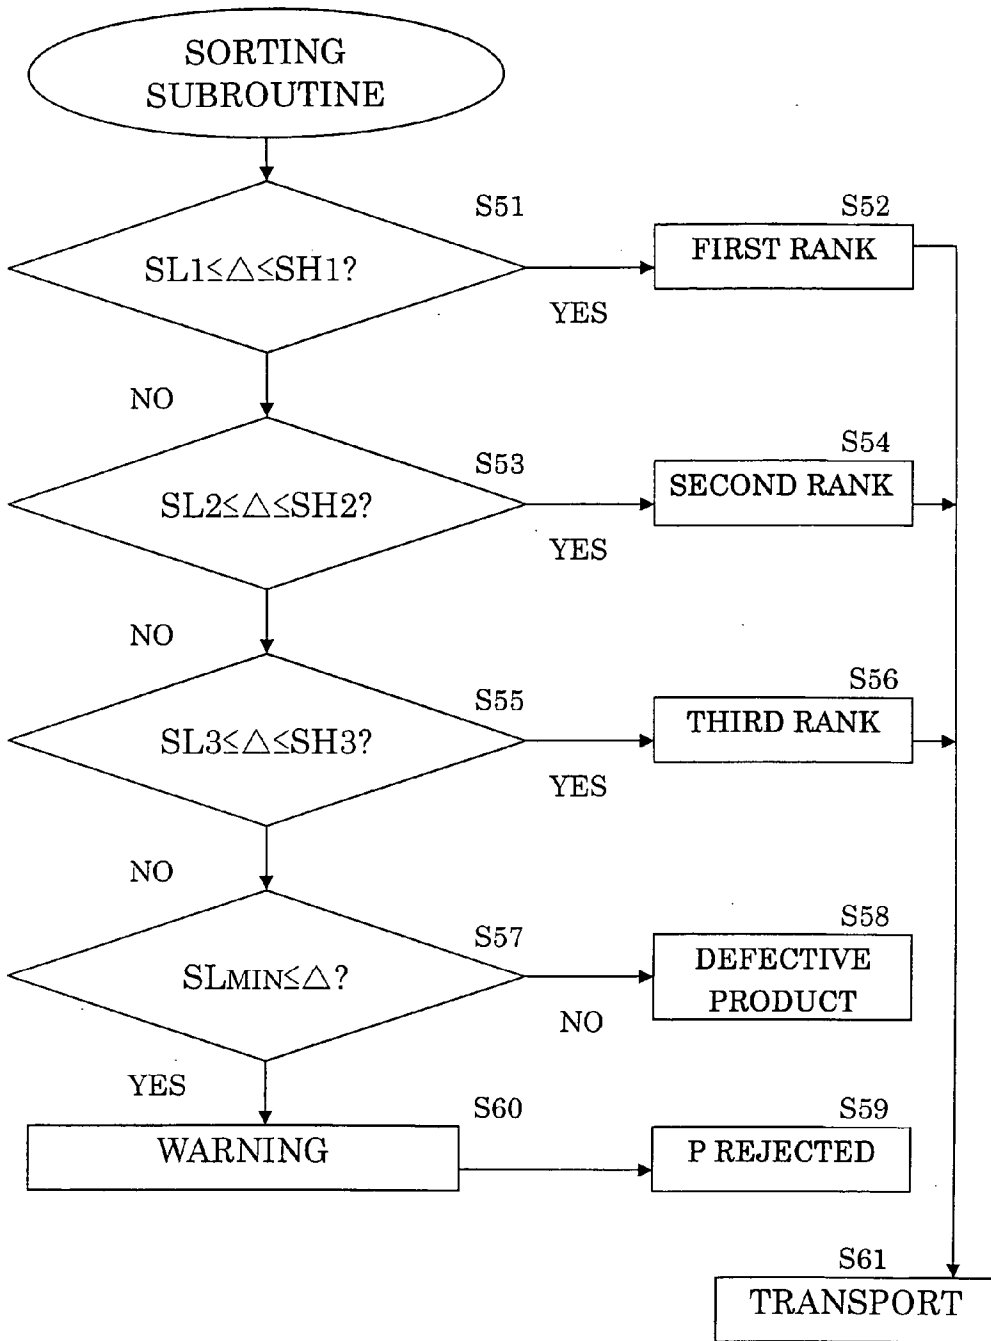 SORTING
SUBROUTINE
S51
S52
SL1≤△≤SH1?
FIRST RANK
YES
NO
S53
S54
SL2≤△≤SH2?
SECOND RANK
YES
NO
S55
S56
SL3≤△≤SH3?
THIRD RANK
YES
NO
S57
S58
SLMIN≤△?
DEFECTIVE
PRODUCT
NO
YES
S60
S59
WARNING
P REJECTED
S61
TRANSPORT